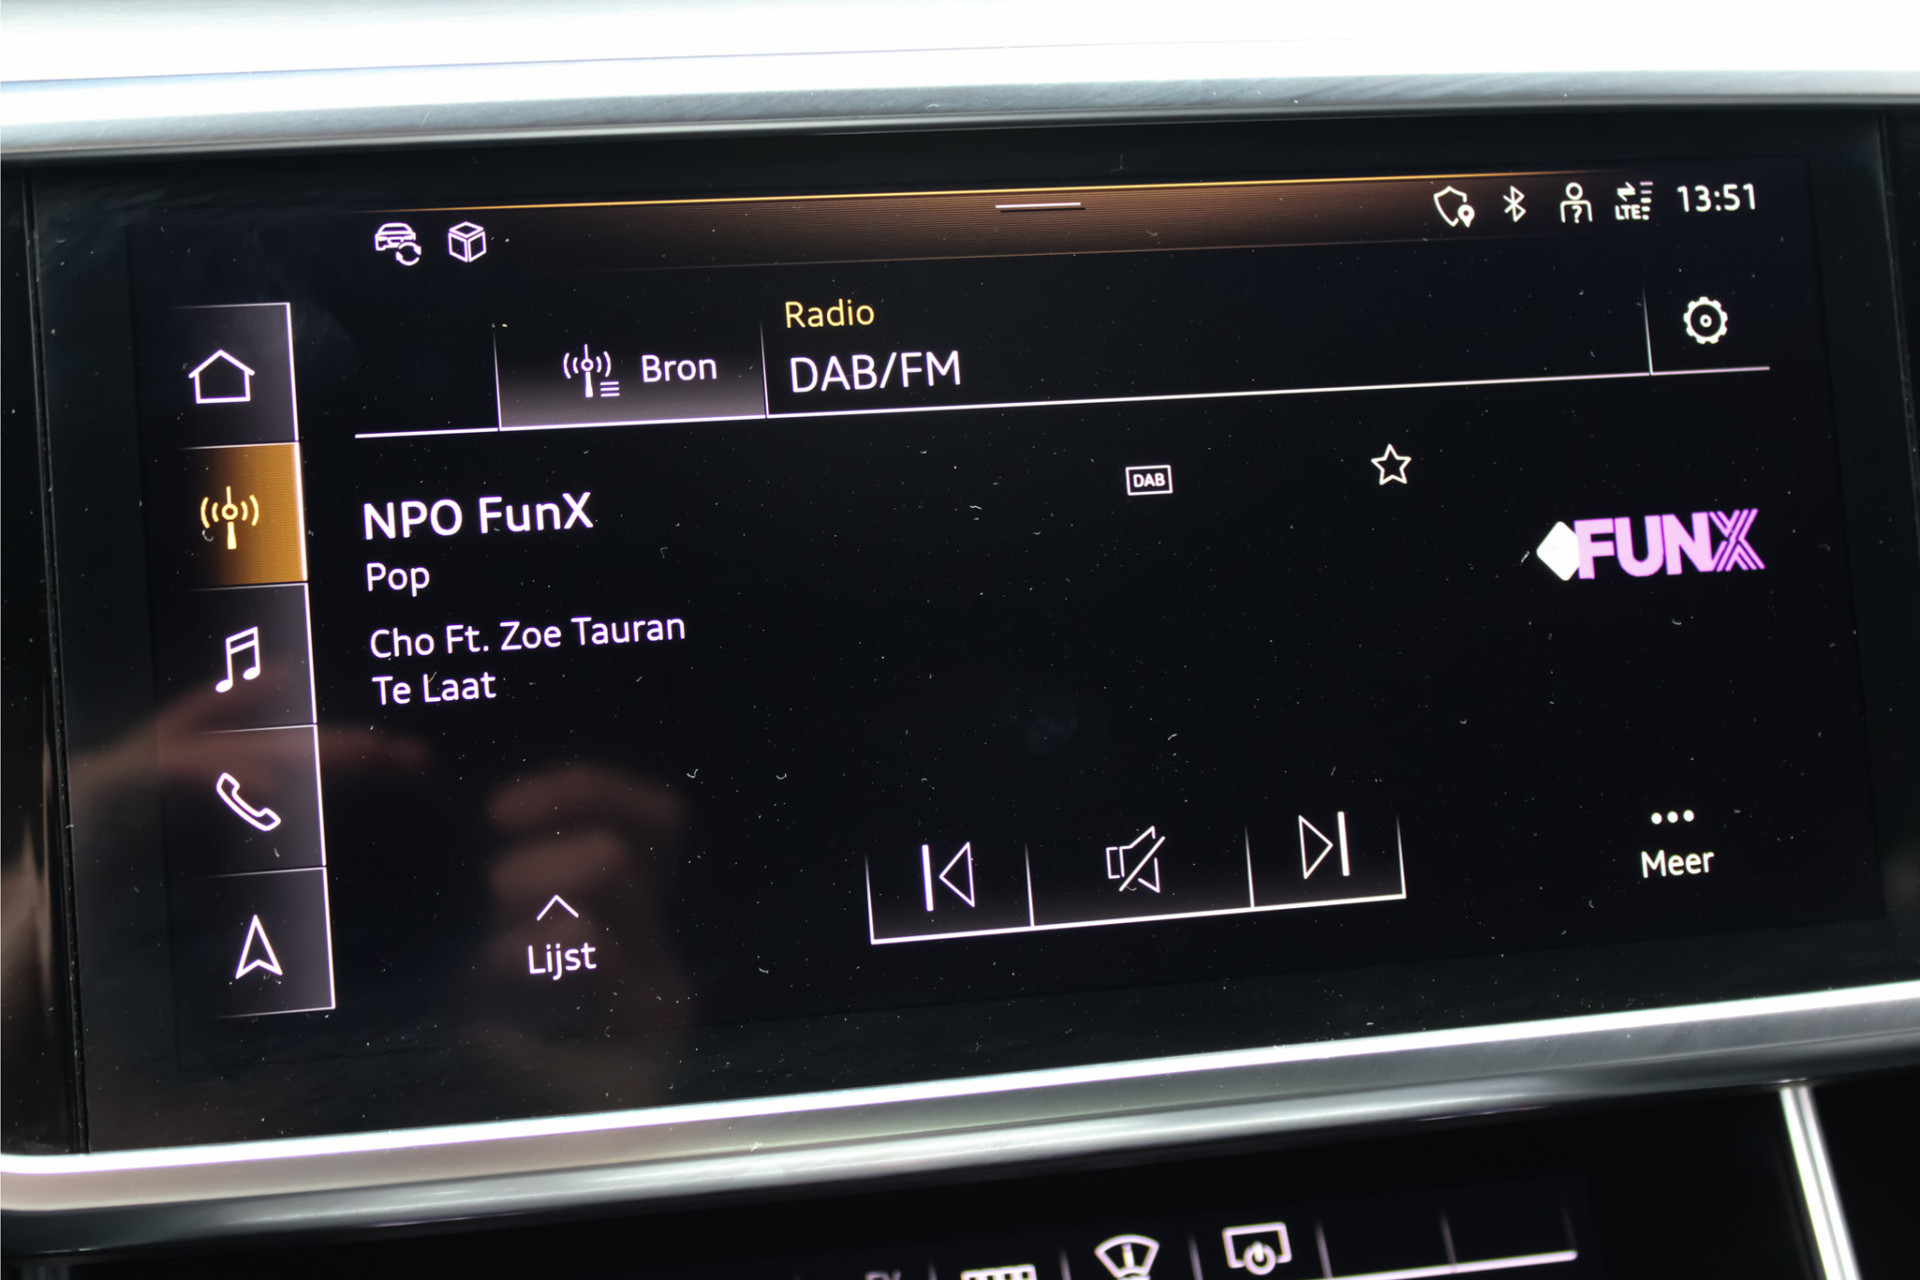 LTE
13:51
Radio
Bron
DAB/FM
DAB
NPO FunX
FUNX
Pop
Cho Ft. Zoe Tauran
Te Laat
Meer
Lijst